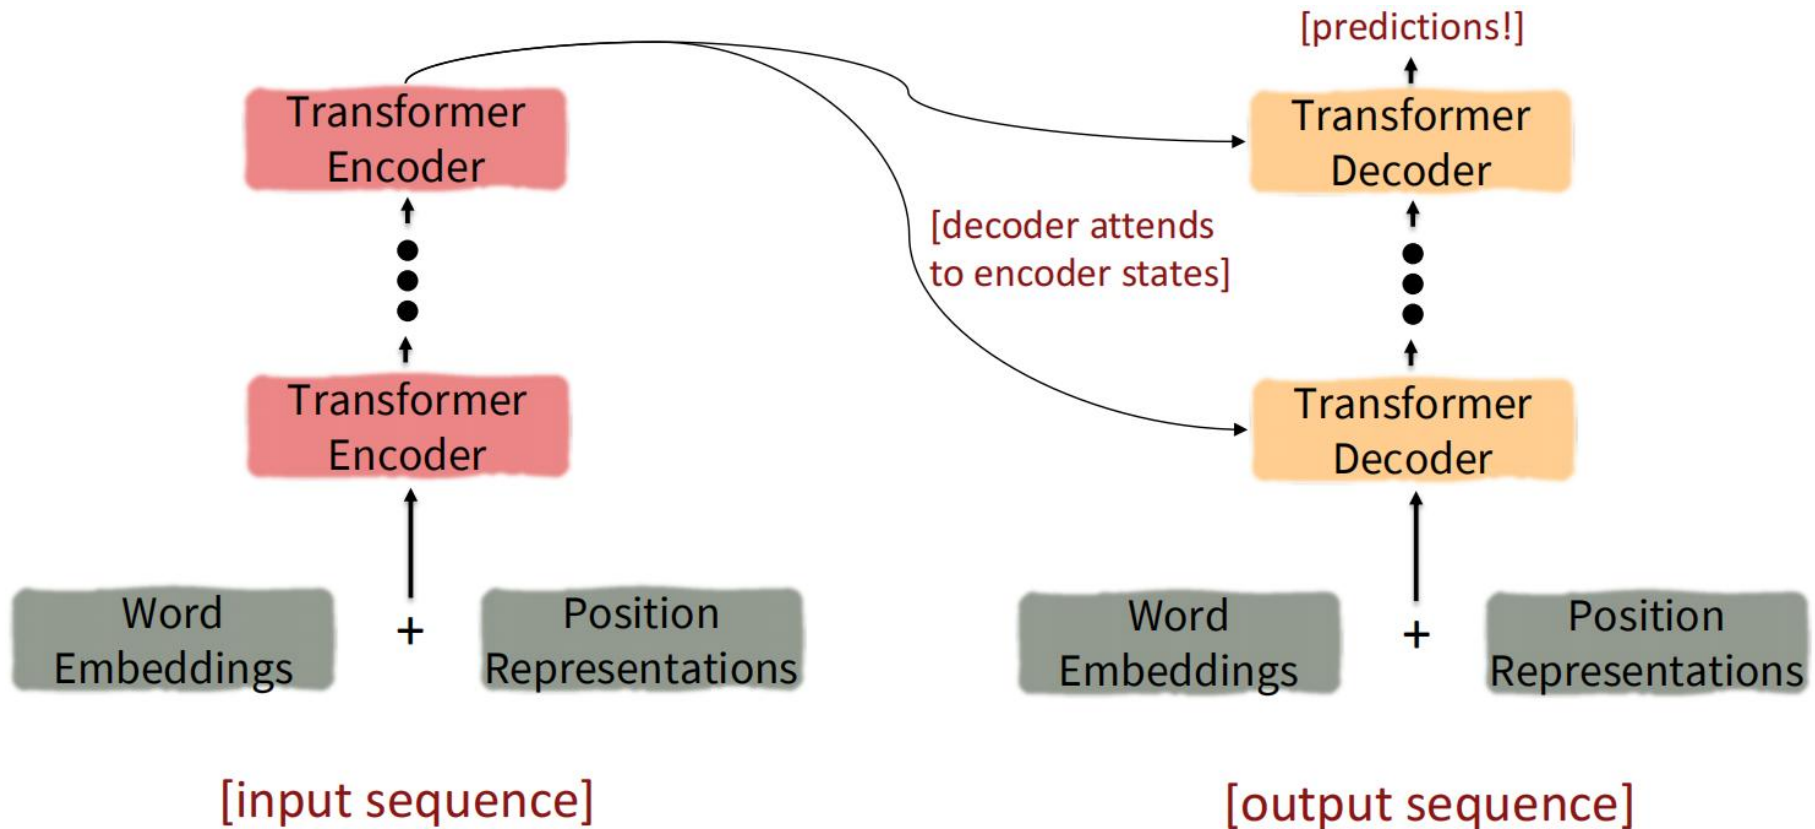 [predictions!]
Transformer
Encoder
Transformer
Decoder
[decoder attends
to encoder states]
Transformer
Encoder
Transformer
Decoder
Word
Embeddings
+
Position
Representations
Word
Embeddings
+
Position
Representations
[input sequence]
[output sequence]